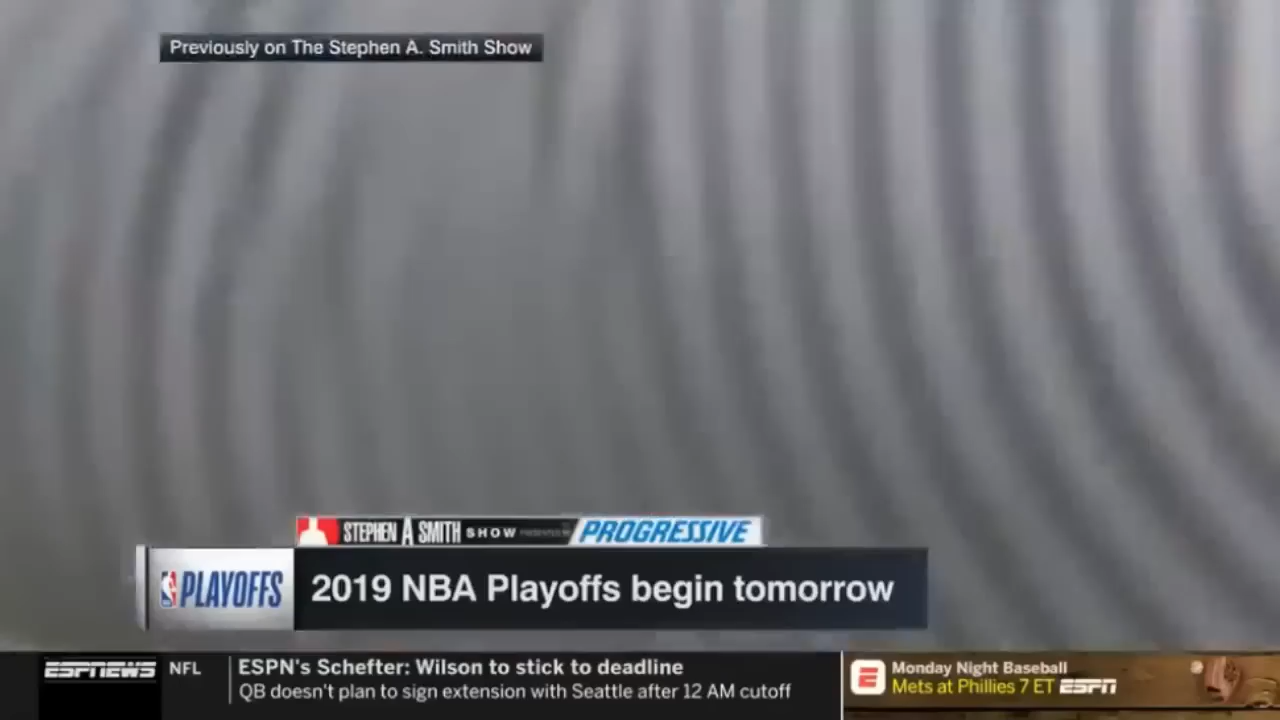 Previously on The Stephen A. Smith Show
STEPHEN A SMITH SHOW PRESENTED BY PROGRESSIVE
PLAYOFFS 2019 NBA Playoffs begin tomorrow
ESPNEWS NFL ESPN's Schefter: Wilson to stick to deadline
QB doesn't plan to sign extension with Seattle after 12 AM cutoff
Monday Night Baseball
Mets at Phillies 7 ET ESPN